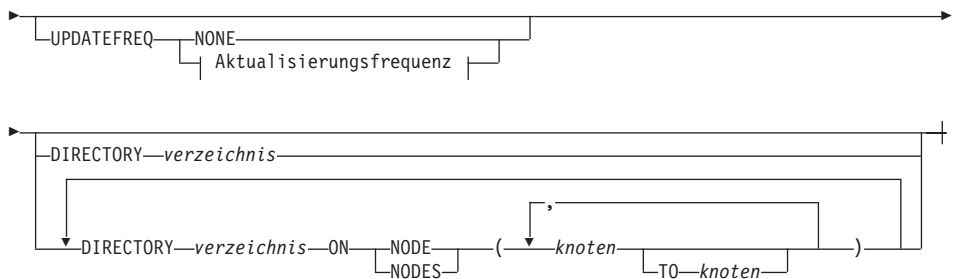 UPDATEFREQ NONE
Aktualisierungsfrequenz
DIRECTORY verzeichnis
,
DIRECTORY verzeichnis ON NODE ( knoten )
NODES TO knoten